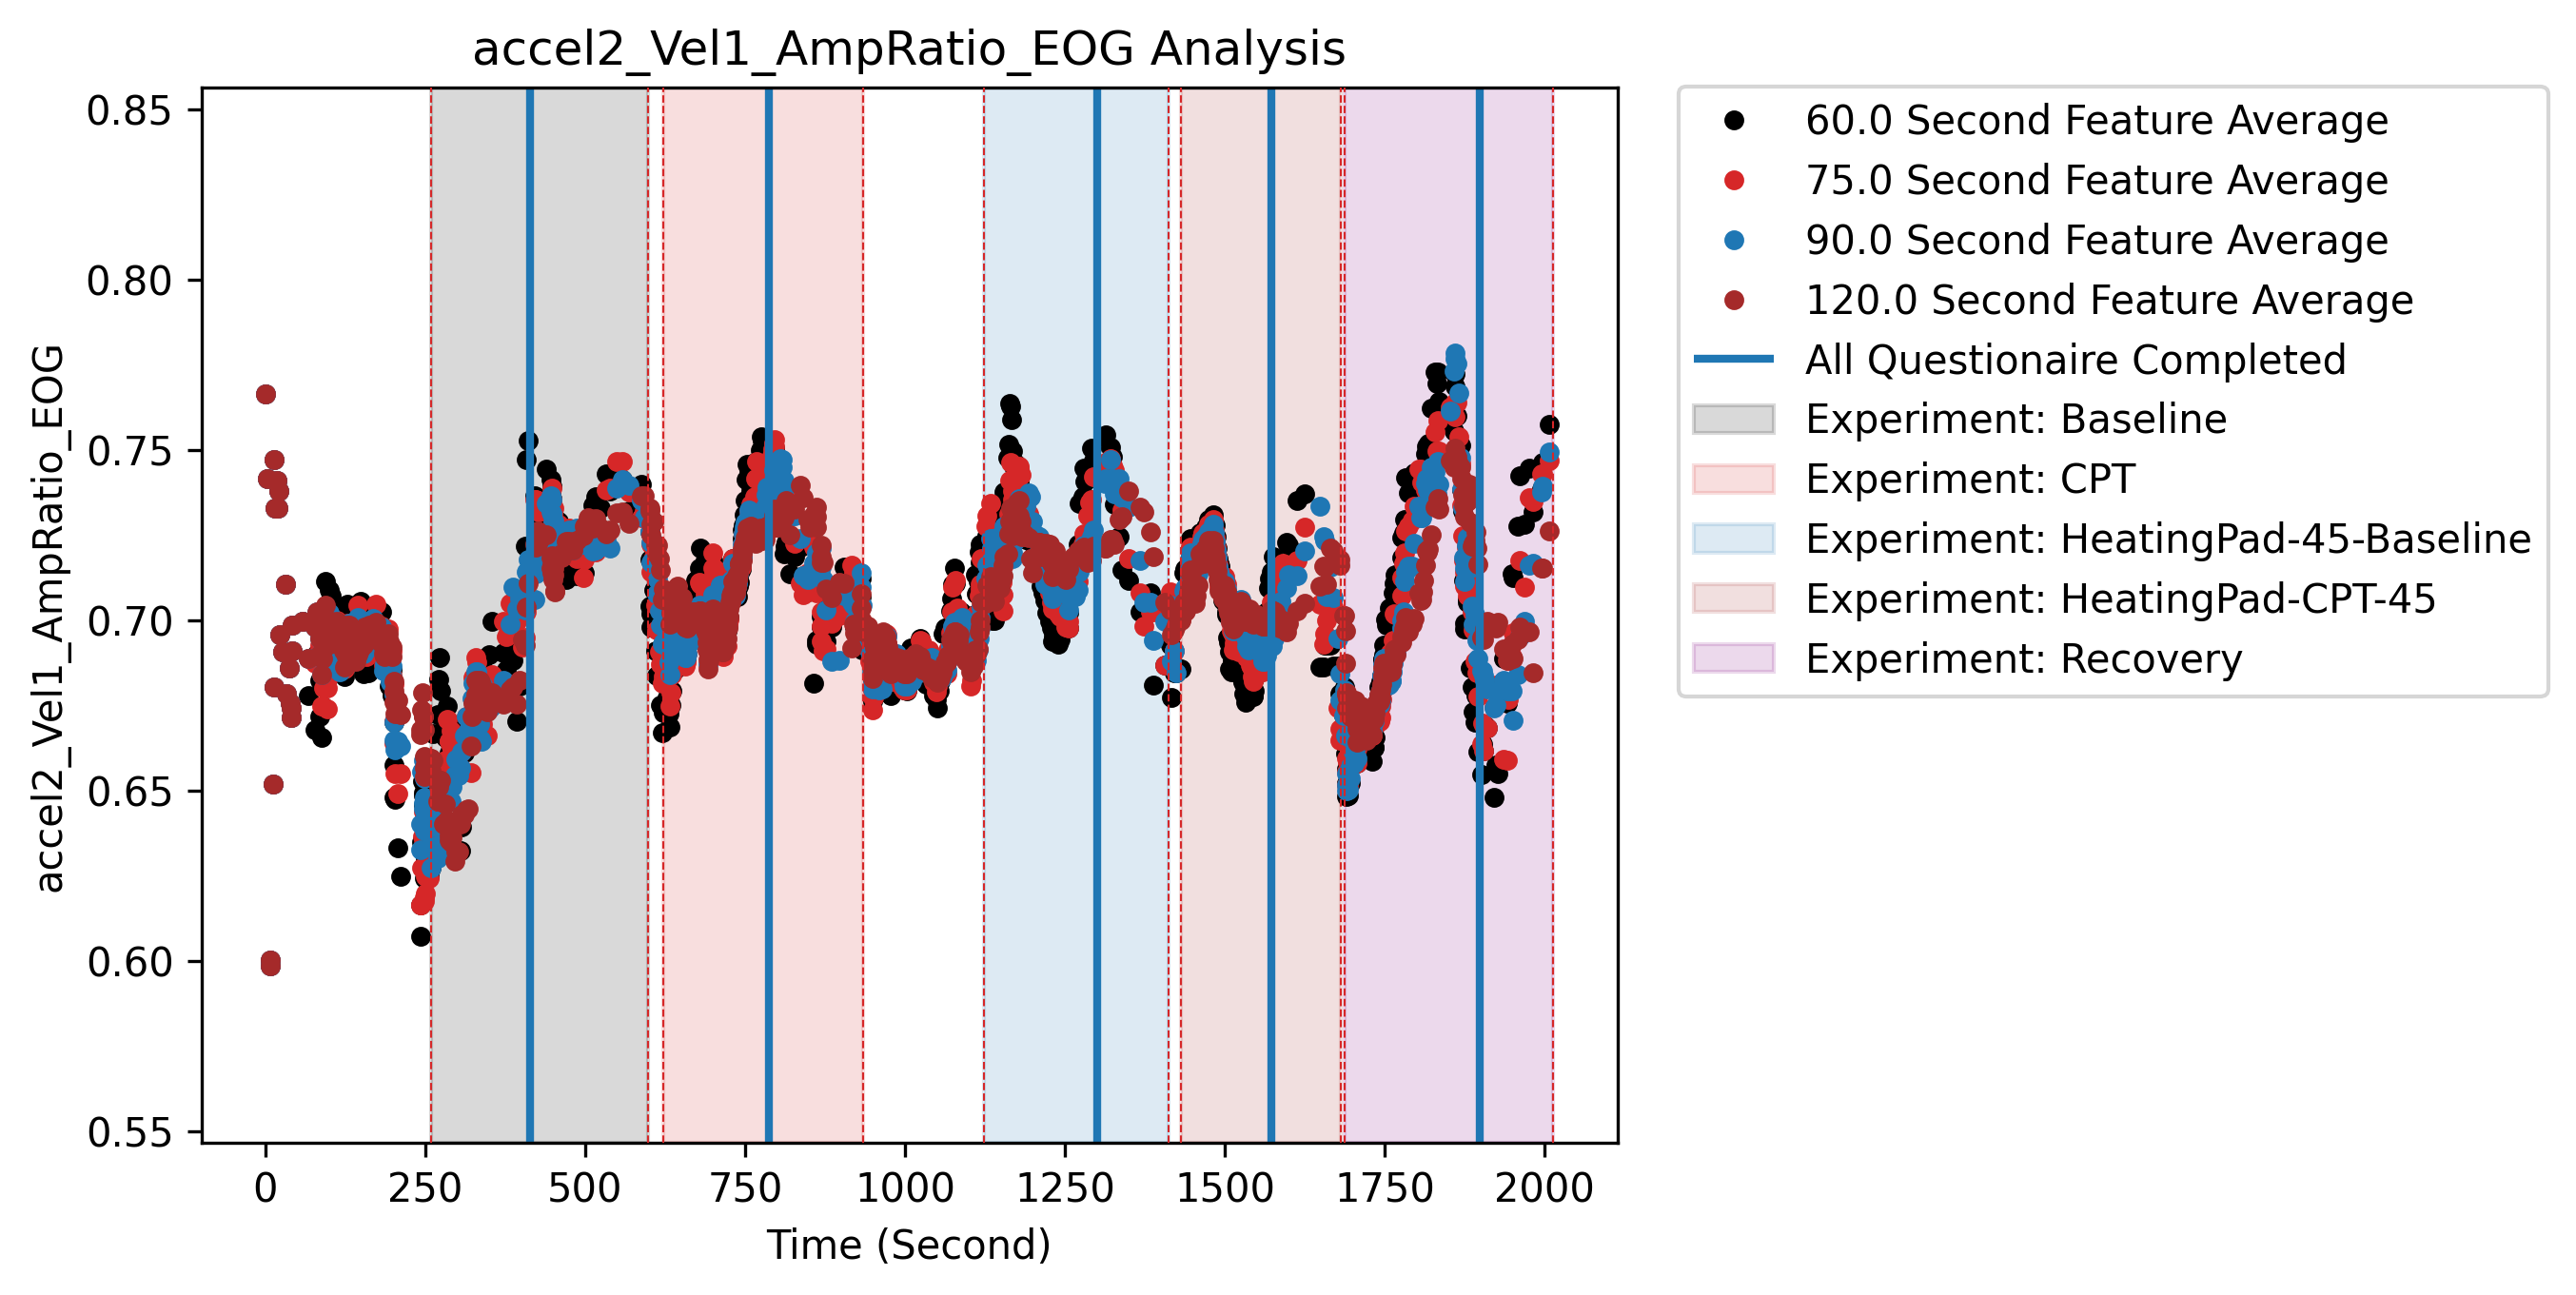 accel2_Vel1_AmpRatio_EOG Analysis
accel2_Vel1_AmpRatio_EOG
0.85
0.80
0.75
0.70
0.65
0.60
0.55
0
250
500
750
1000
1250
1500
1750
2000
Time (Second)
60.0 Second Feature Average
75.0 Second Feature Average
90.0 Second Feature Average
120.0 Second Feature Average
All Questionaire Completed
Experiment: Baseline
Experiment: CPT
Experiment: HeatingPad-45-Baseline
Experiment: HeatingPad-CPT-45
Experiment: Recovery